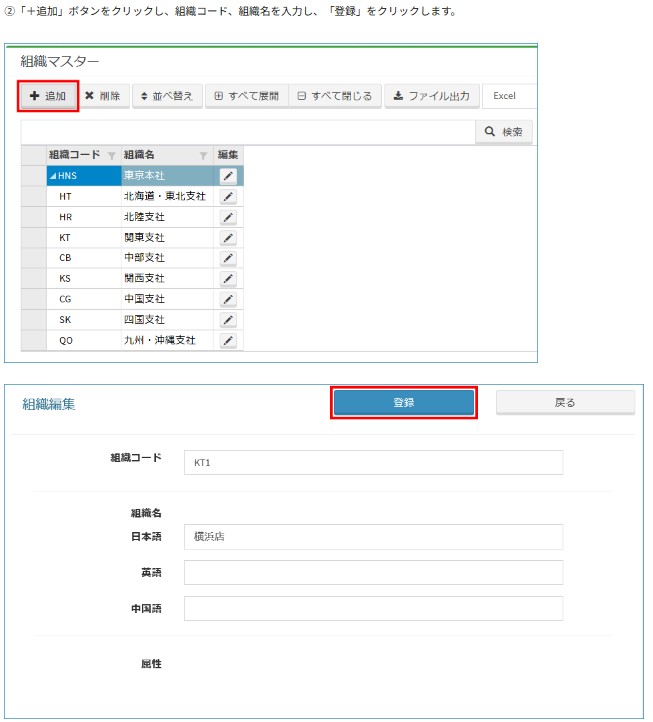 ②「＋追加」ボタンをクリックし、組織コード、組織名を入力し、「登録」をクリックします。
組織マスター
追加 削除 並べ替え すべて展開 すべて閉じる ファイル出力 Excel
検索
組織コード 組織名 編集
HNS 東京本社
HT 北海道・東北支社
HR 北陸支社
KT 関東支社
CB 中部支社
KS 関西支社
CG 中国支社
SK 四国支社
QO 九州・沖縄支社
組織編集 登録 戻る
組織コード KT1
組織名
日本語 横浜店
英語
中国語
属性